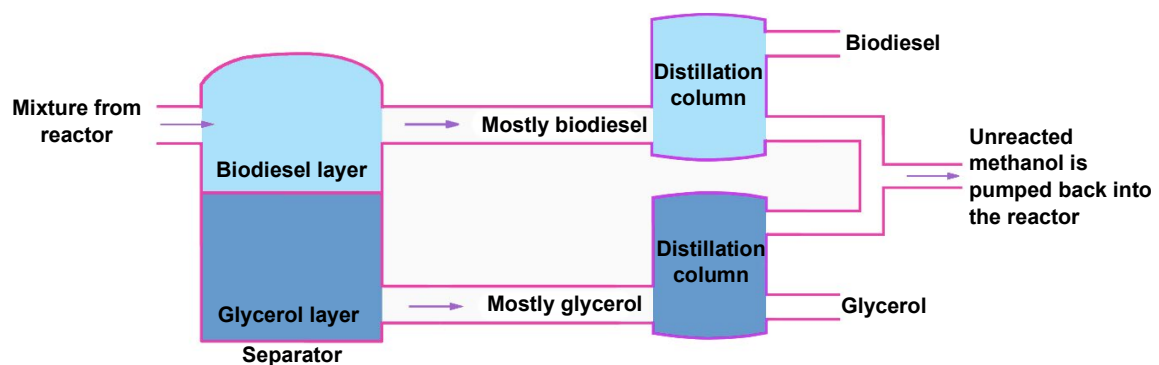 Mixture from
reactor
Biodiesel layer
Glycerol layer
Separator
Mostly biodiesel
Mostly glycerol
Distillation
column
Biodiesel
Distillation
column
Glycerol
Unreacted
methanol is
pumped back into
the reactor